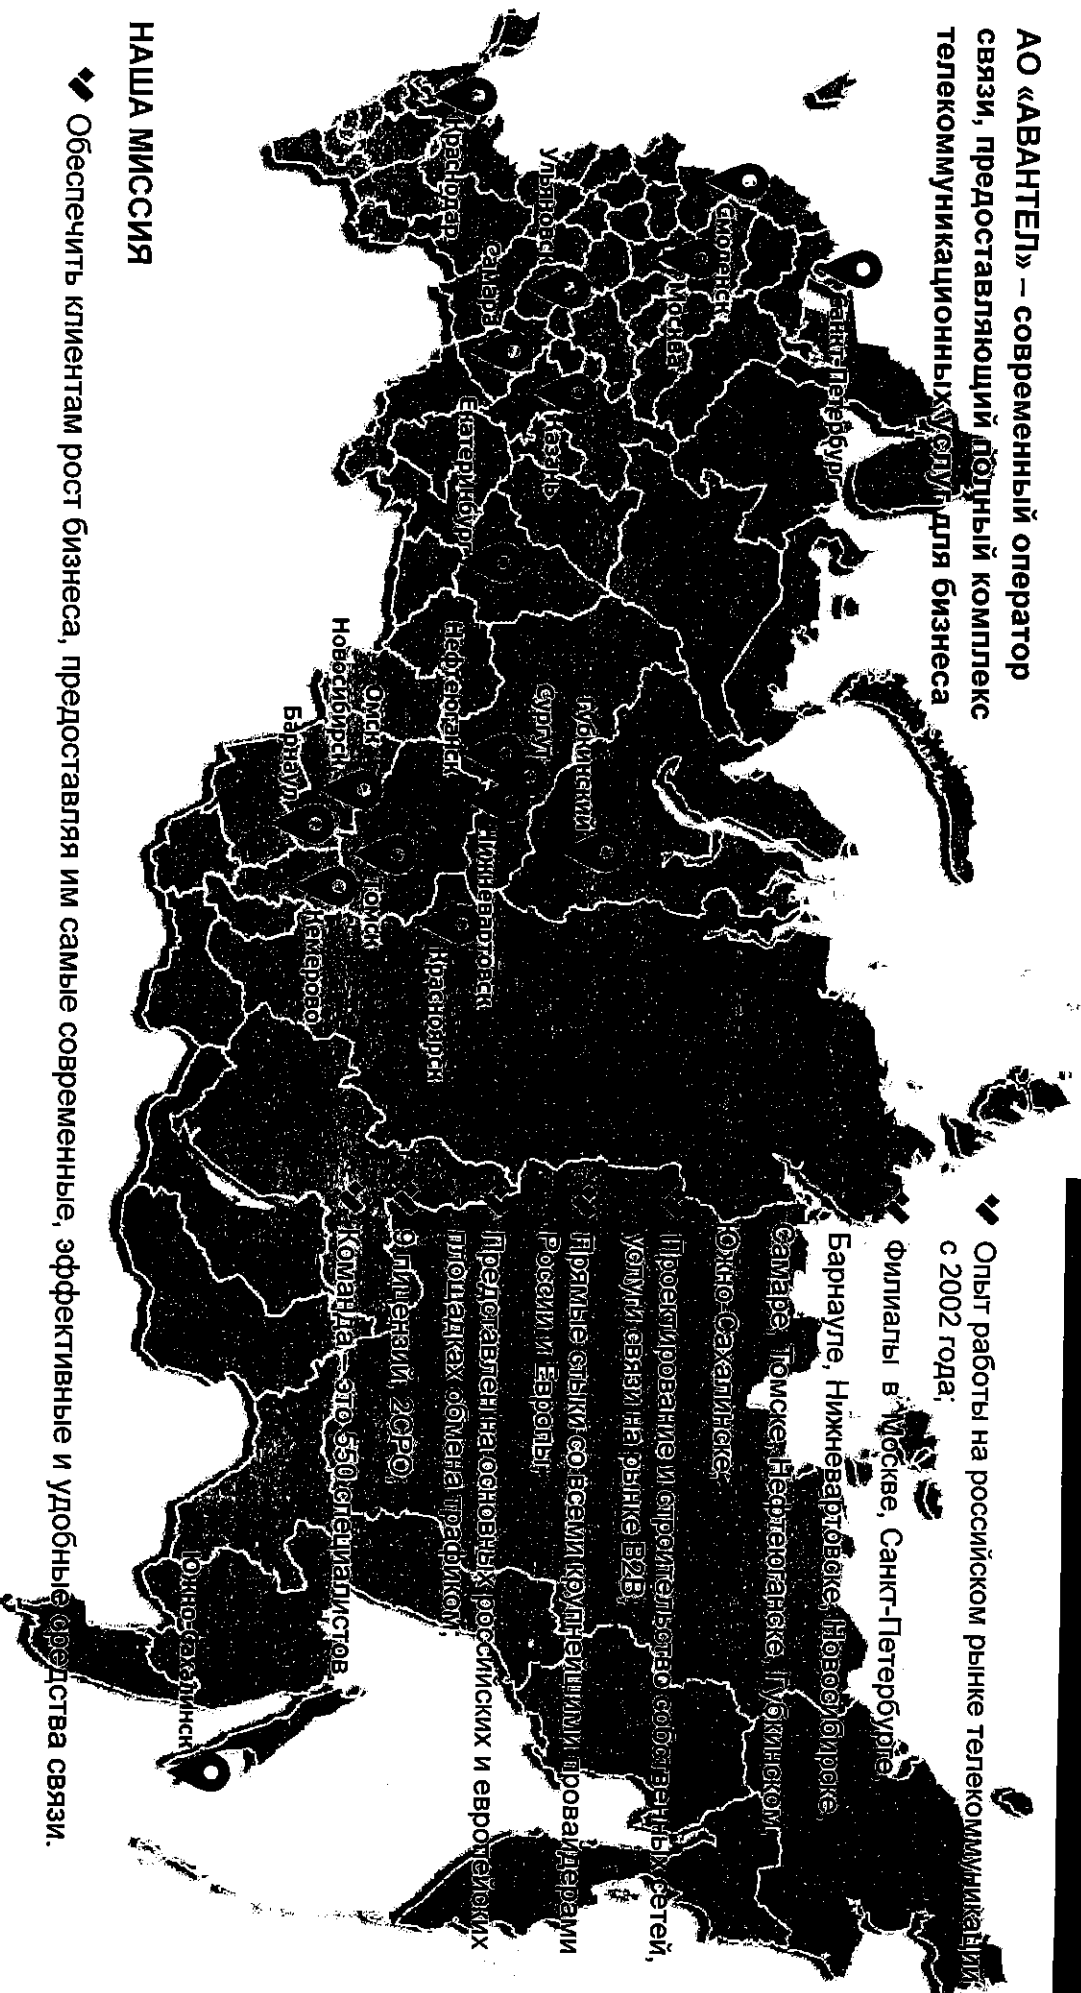 АО «АВАНТЕЛ» – современный оператор
связи, предоставляющий полный комплекс
телекоммуникационных услуг для бизнеса
Опыт работы на российском рынке телекоммуникаций
с 2002 года;
Филиалы в Москве, Санкт-Петербурге,
Барнауле, Нижневартовске, Новосибирске,
Самаре, Томске, Нефтеюганске, Губкинском,
Южно-Сахалинске;
Проектирование и строительство собственных сетей,
услуги связи на рынке B2B;
Прямые стыки со всеми крупнейшими провайдерами
России и Европы;
Представлен на основных российских и европейских
площадках обмена трафиком;
9 лицензий, 2 СРО;
Команда – это 550 специалистов.
Санкт-Петербург
Смоленск
Москва
Ульяновск
Казань
Самара
Краснодар
Екатеринбург
Губкинский
Сургут
Нефтеюганск
Нижневартовск
Омск
Новосибирск
Барнаул
Томск
Кемерово
Красноярск
Южно-Сахалинск
НАША МИССИЯ
Обеспечить клиентам рост бизнеса, предоставляя им самые современные, эффективные и удобные средства связи.